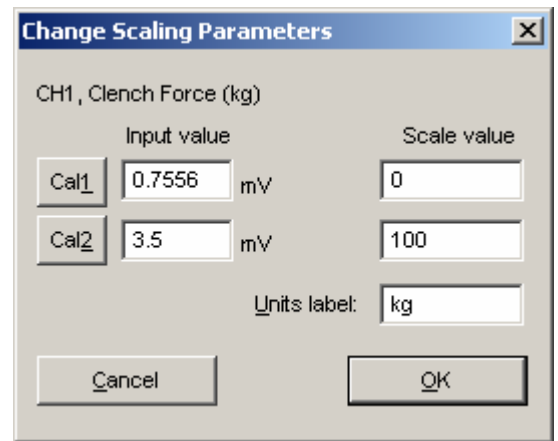 Change Scaling Parameters
CH1, Clench Force (kg)
Input value Scale value
Cal1 0.7556 mV 0
Cal2 3.5 mV 100
Units label: kg
Cancel OK